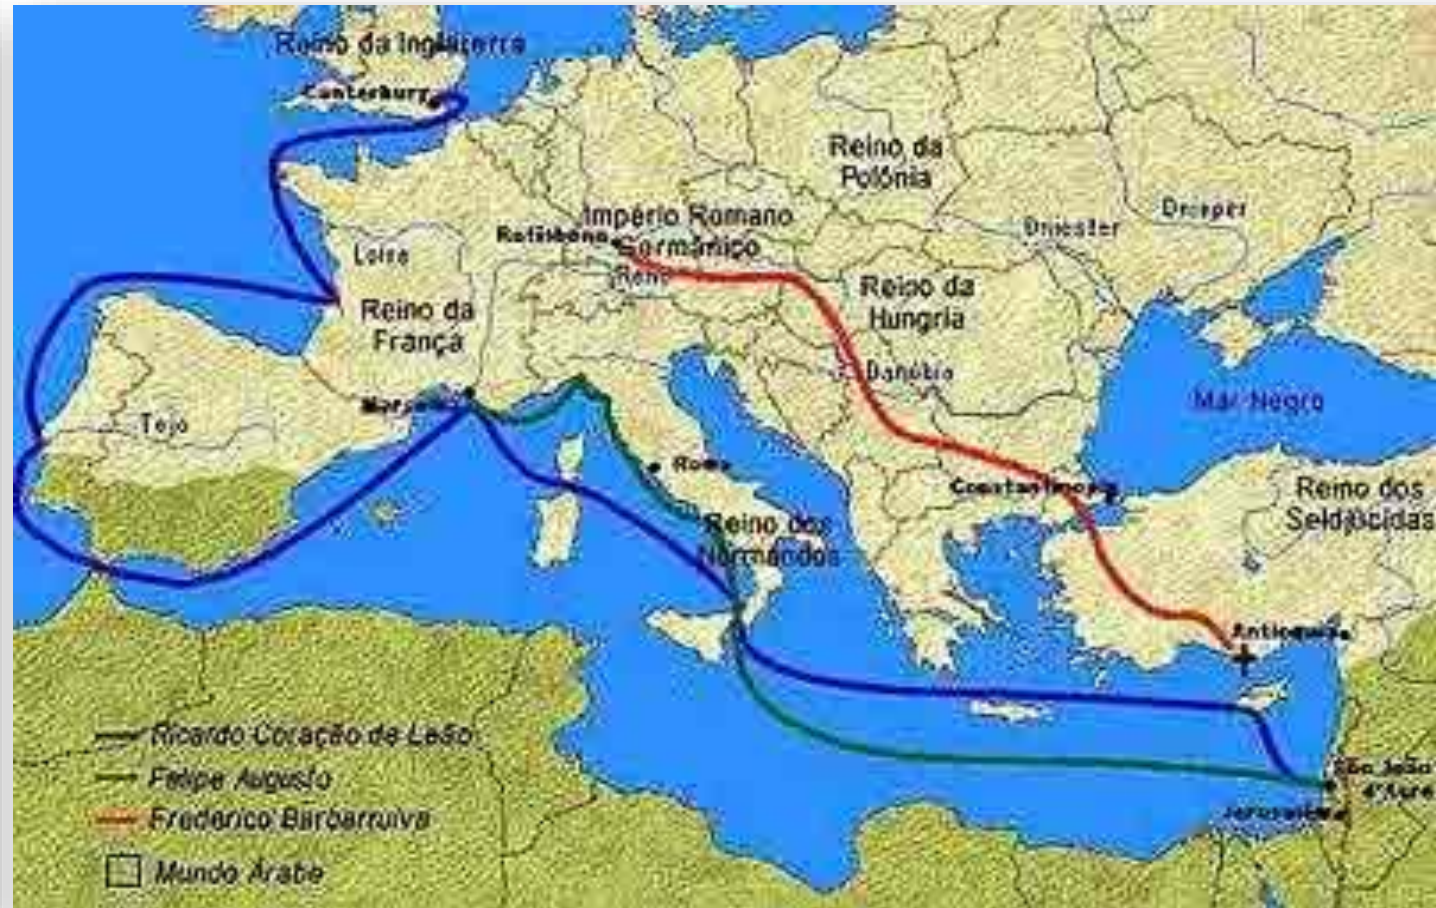 Reino da Inglaterra
Canterbury
Reino da
Polônia
Dnieper
Dniester
Império Romano
Germânico
Ratisbona
Reno
Loire
Reino da
França
Reino da
Hungria
Danúbio
Mar Negro
Tejo
Roma
Reino dos
Normandos
Reino dos
Seldjúcidas
São João
d'Acre
Jerusalém
Ricardo Coração de Leão
Felipe Augusto
Frederico Barbarruiva
Mundo Árabe